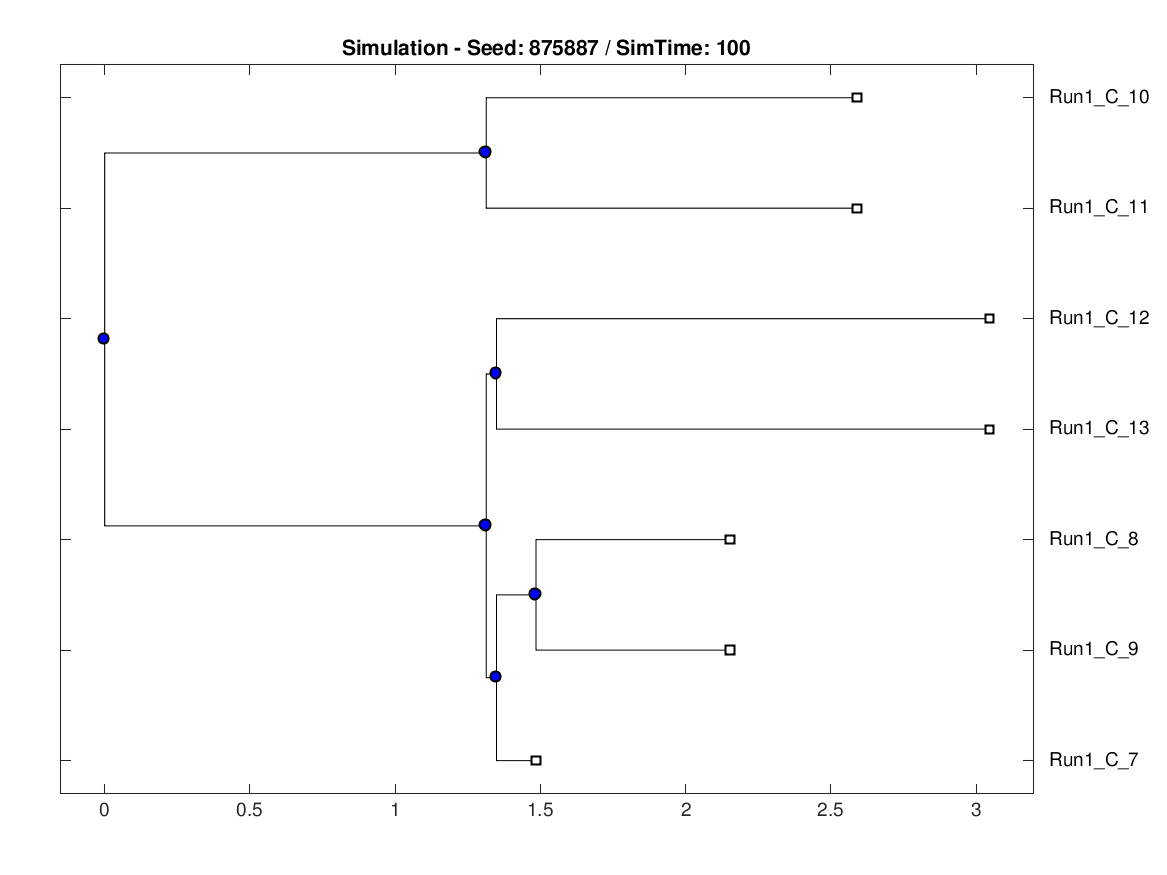 Simulation - Seed: 875887 / SimTime: 100
Run1_C_10
Run1_C_11
Run1_C_12
Run1_C_13
Run1_C_8
Run1_C_9
Run1_C_7
0 0.5 1 1.5 2 2.5 3